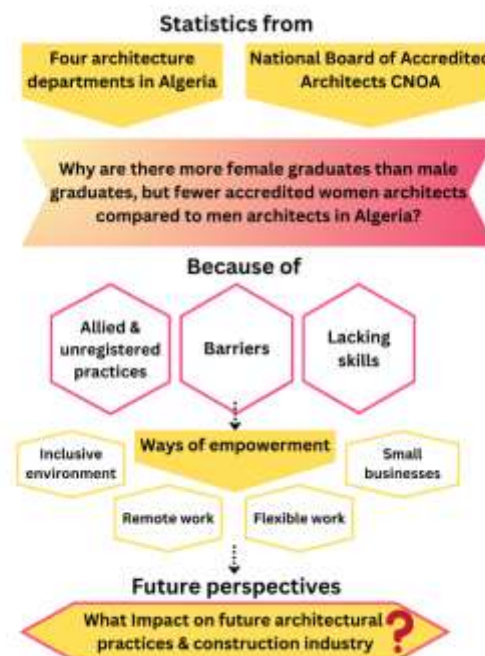 Statistics from
Four architecture
departments in Algeria
National Board of Accredited
Architects CNOA
Why are there more female graduates than male
graduates, but fewer accredited women architects
compared to men architects in Algeria?
Because of
Allied &
unregistered
practices
Barriers
Lacking
skills
Ways of empowerment
Inclusive
environment
Small
businesses
Remote work
Flexible work
Future perspectives
What Impact on future architectural
practices & construction industry
?